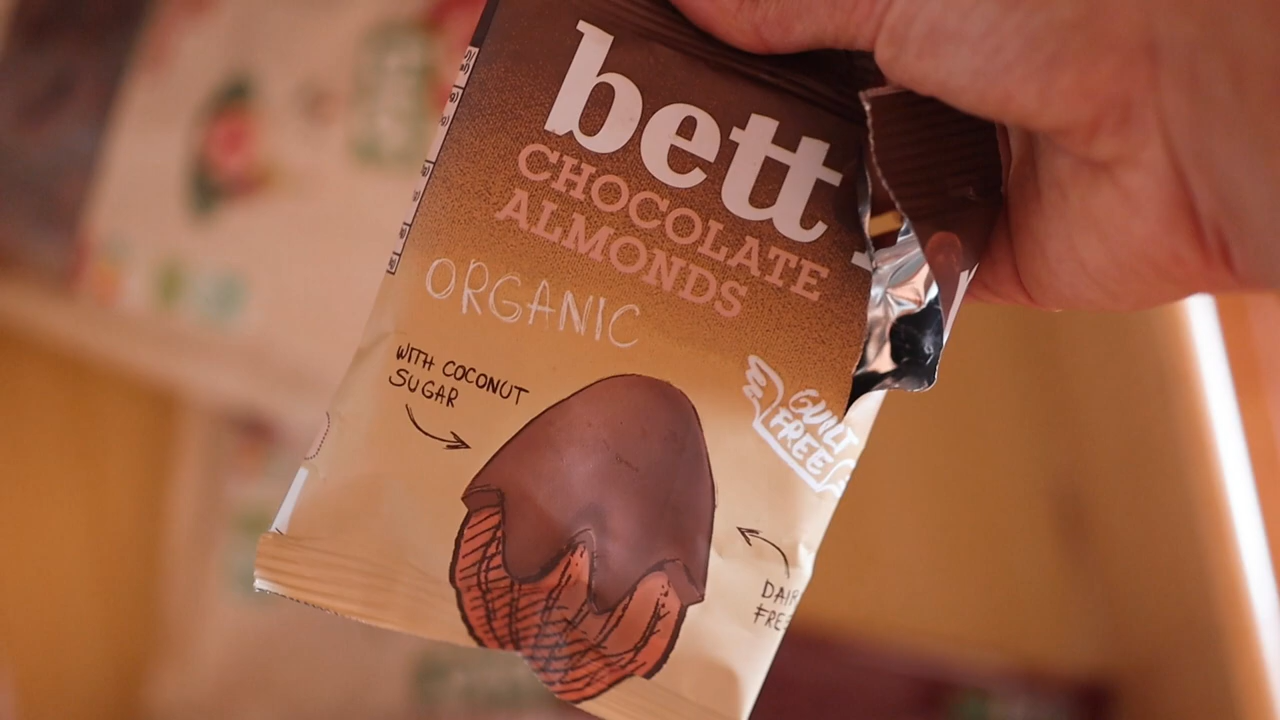 bett
CHOCOLATE
ALMONDS
ORGANIC
WITH COCONUT
SUGAR
GUILT
FREE